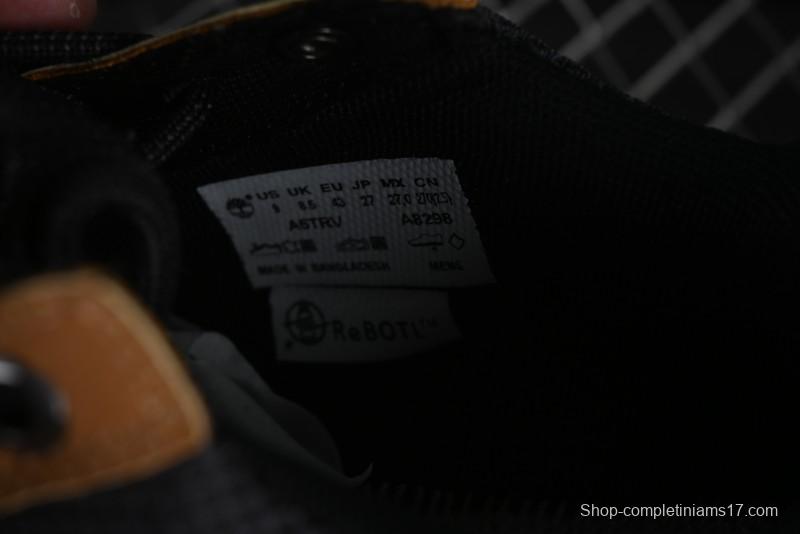 US UK EU JP MX CN
9 8.5 43 27 27.0 270(2.5)
A5TRV A8298
MADE IN BANGLADESH MENS
ReBOTL™
Shop-completiniams17.com